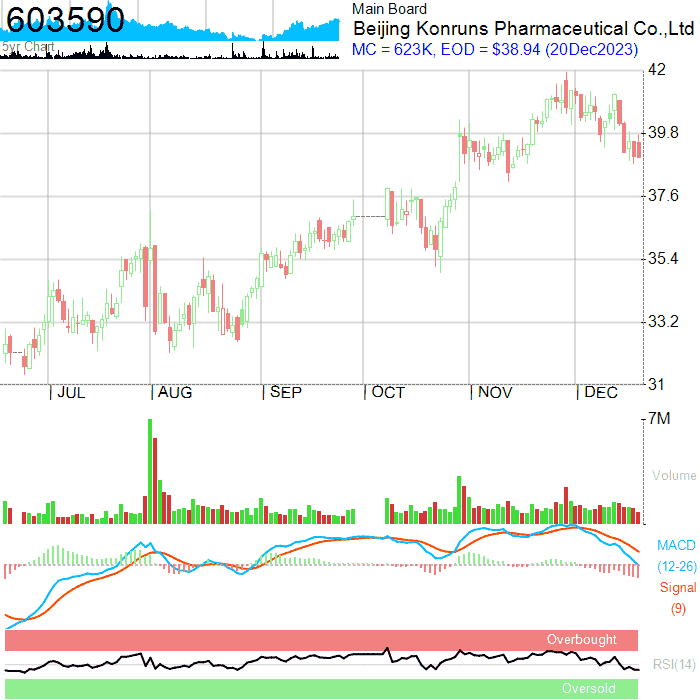 603590
5yr Chart
Main Board
Beijing Konruns Pharmaceutical Co.,Ltd
MC = 623K, EOD = $38.94 (20Dec2023)
42
39.8
37.6
35.4
33.2
31
JUL
AUG
SEP
OCT
NOV
DEC
7M
Volume
MACD
(12-26)
Signal
(9)
Overbought
RSI(14)
Oversold